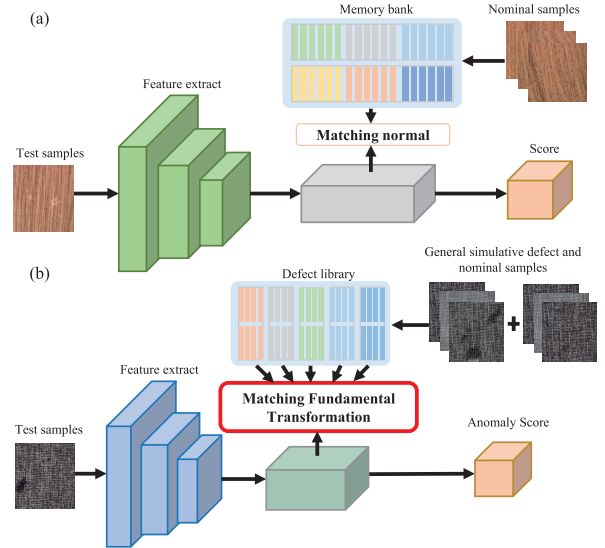 (a)
Memory bank
Nominal samples
Feature extract
Matching normal
Test samples
Score
(b)
Defect library
General simulative defect and
nominal samples
Feature extract
Matching Fundamental
Transformation
Test samples
Anomaly Score